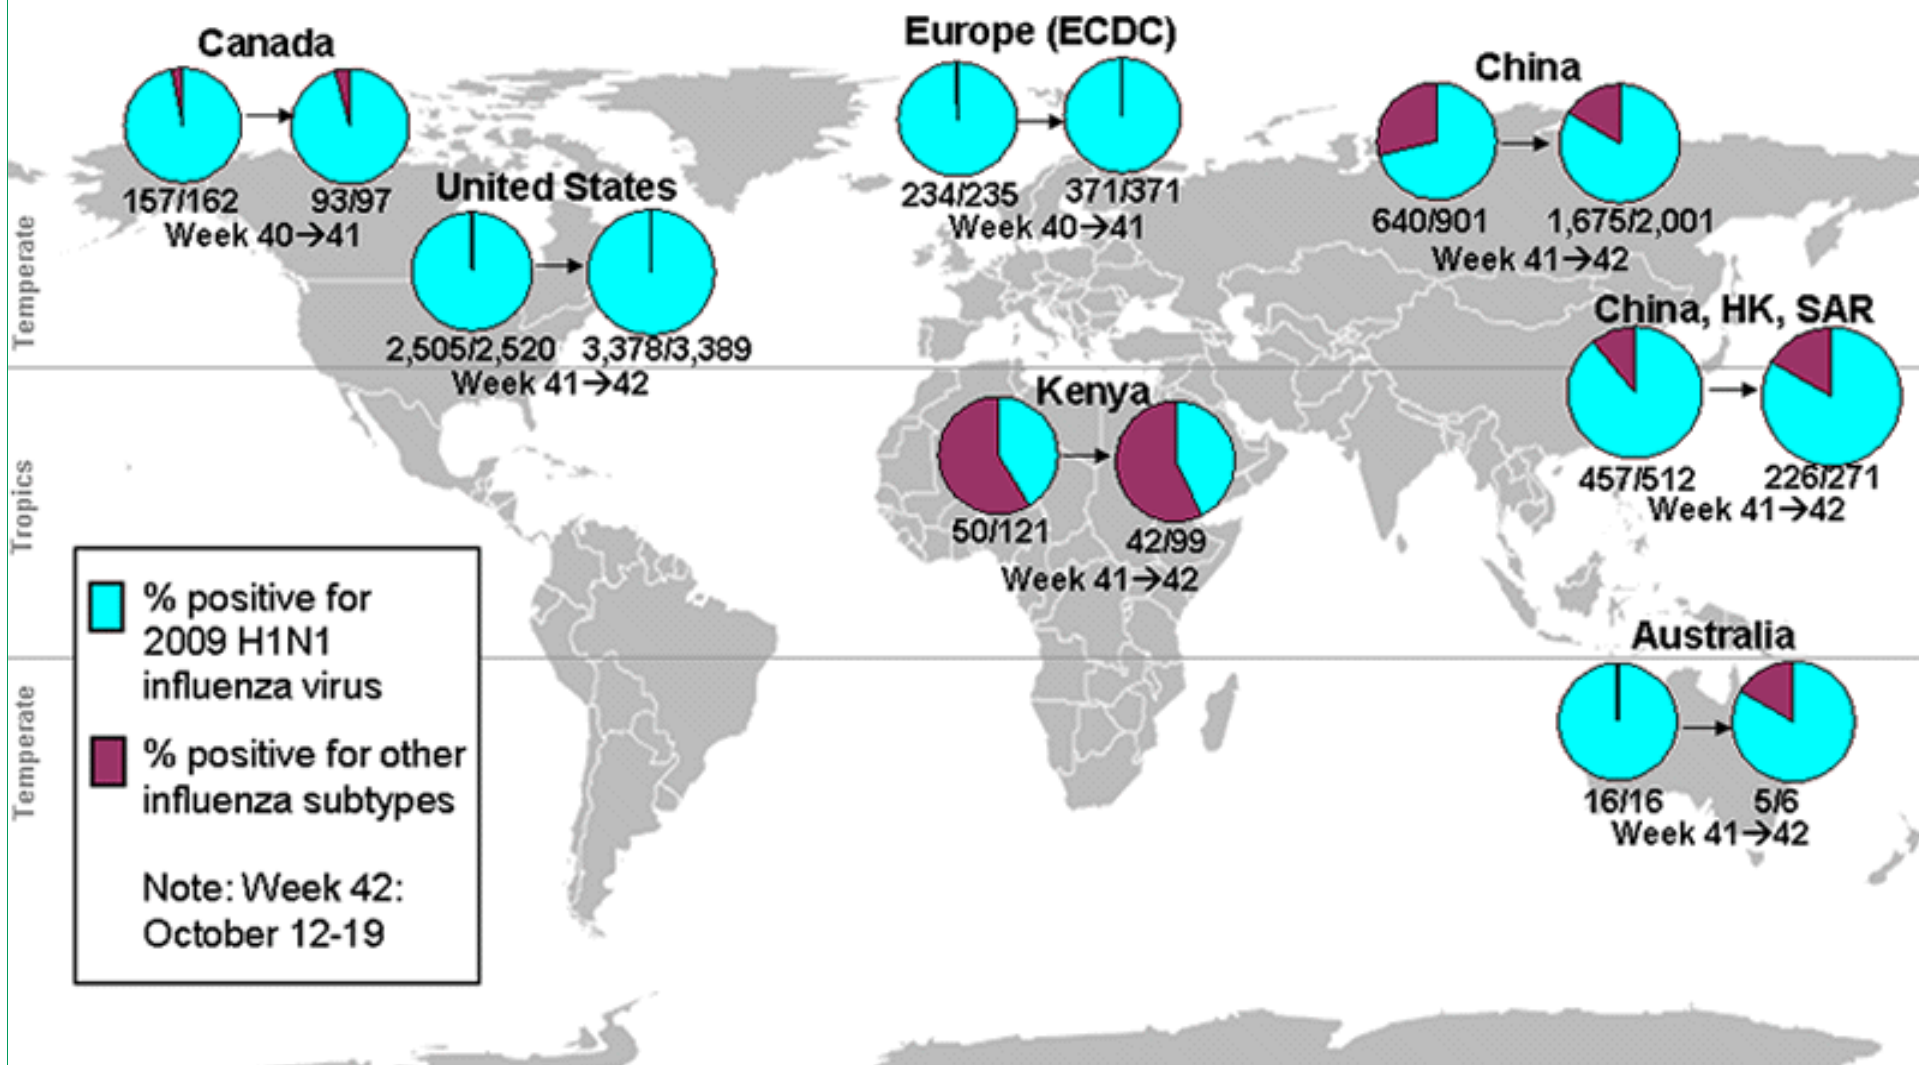 Canada
157/162
93/97
Week 40→41
United States
2,505/2,520
3,378/3,389
Week 41→42
Europe (ECDC)
234/235
371/371
Week 40→41
China
640/901
1,675/2,001
Week 41→42
China, HK, SAR
457/512
226/271
Week 41→42
Kenya
50/121
42/99
Week 41→42
Australia
16/16
5/6
Week 41→42
Temperate
Tropics
Temperate
% positive for
2009 H1N1
influenza virus
% positive for other
influenza subtypes
Note: Week 42:
October 12-19